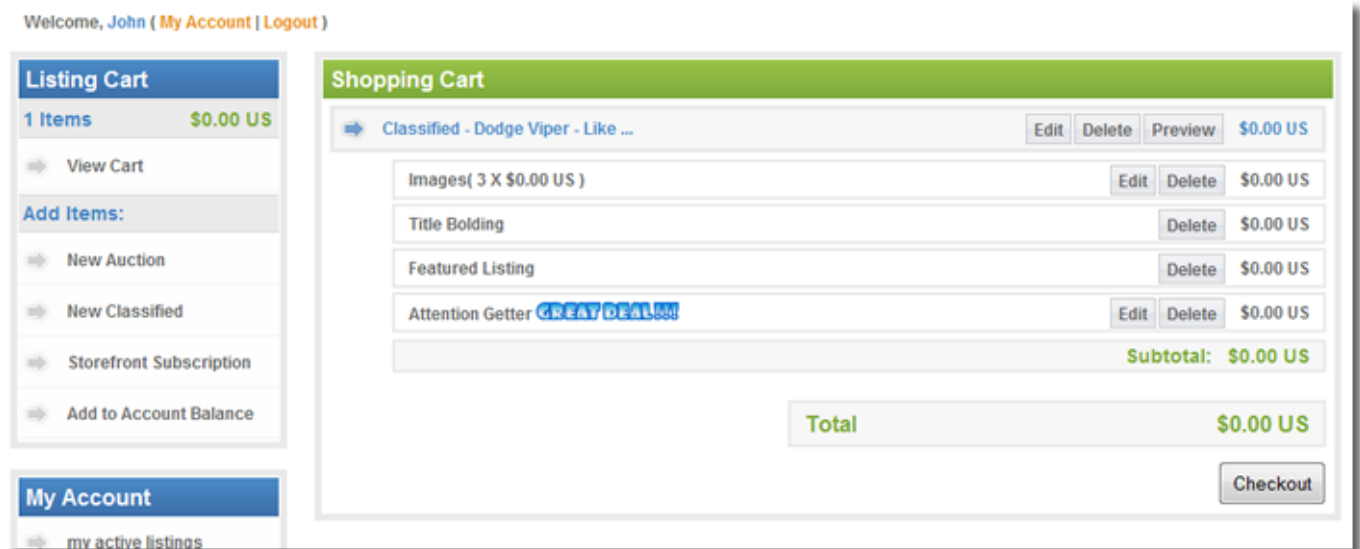 Welcome, John ( My Account | Logout )
Listing Cart
1 Items $0.00 US
View Cart
Add Items:
New Auction
New Classified
Storefront Subscription
Add to Account Balance
My Account
my active listings
Shopping Cart
Classified - Dodge Viper - Like ... Edit Delete Preview $0.00 US
Images( 3 X $0.00 US ) Edit Delete $0.00 US
Title Bolding Delete $0.00 US
Featured Listing Delete $0.00 US
Attention Getter GREAT DEAL!!! Edit Delete $0.00 US
Subtotal: $0.00 US
Total $0.00 US
Checkout